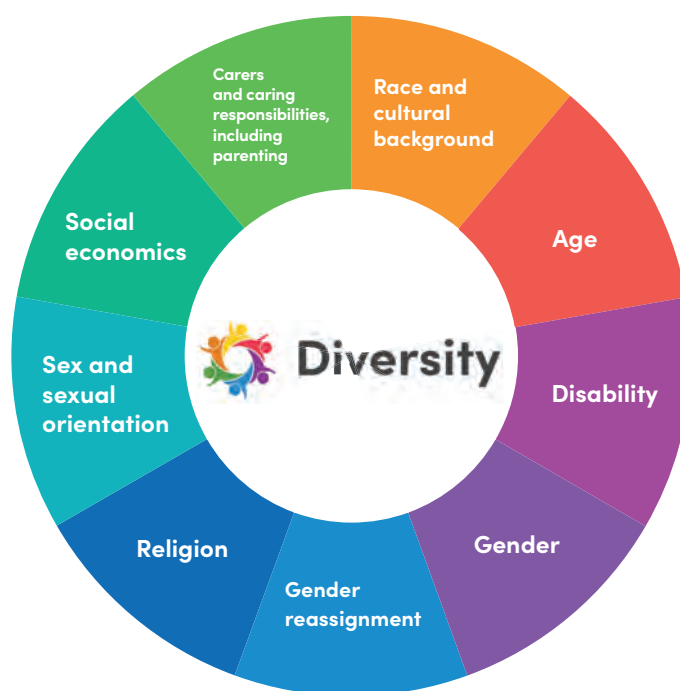 Carers
and caring
responsibilities,
including
parenting
Race and
cultural
background
Age
Disability
Gender
Gender
reassignment
Religion
Sex and
sexual
orientation
Social
economics
Diversity